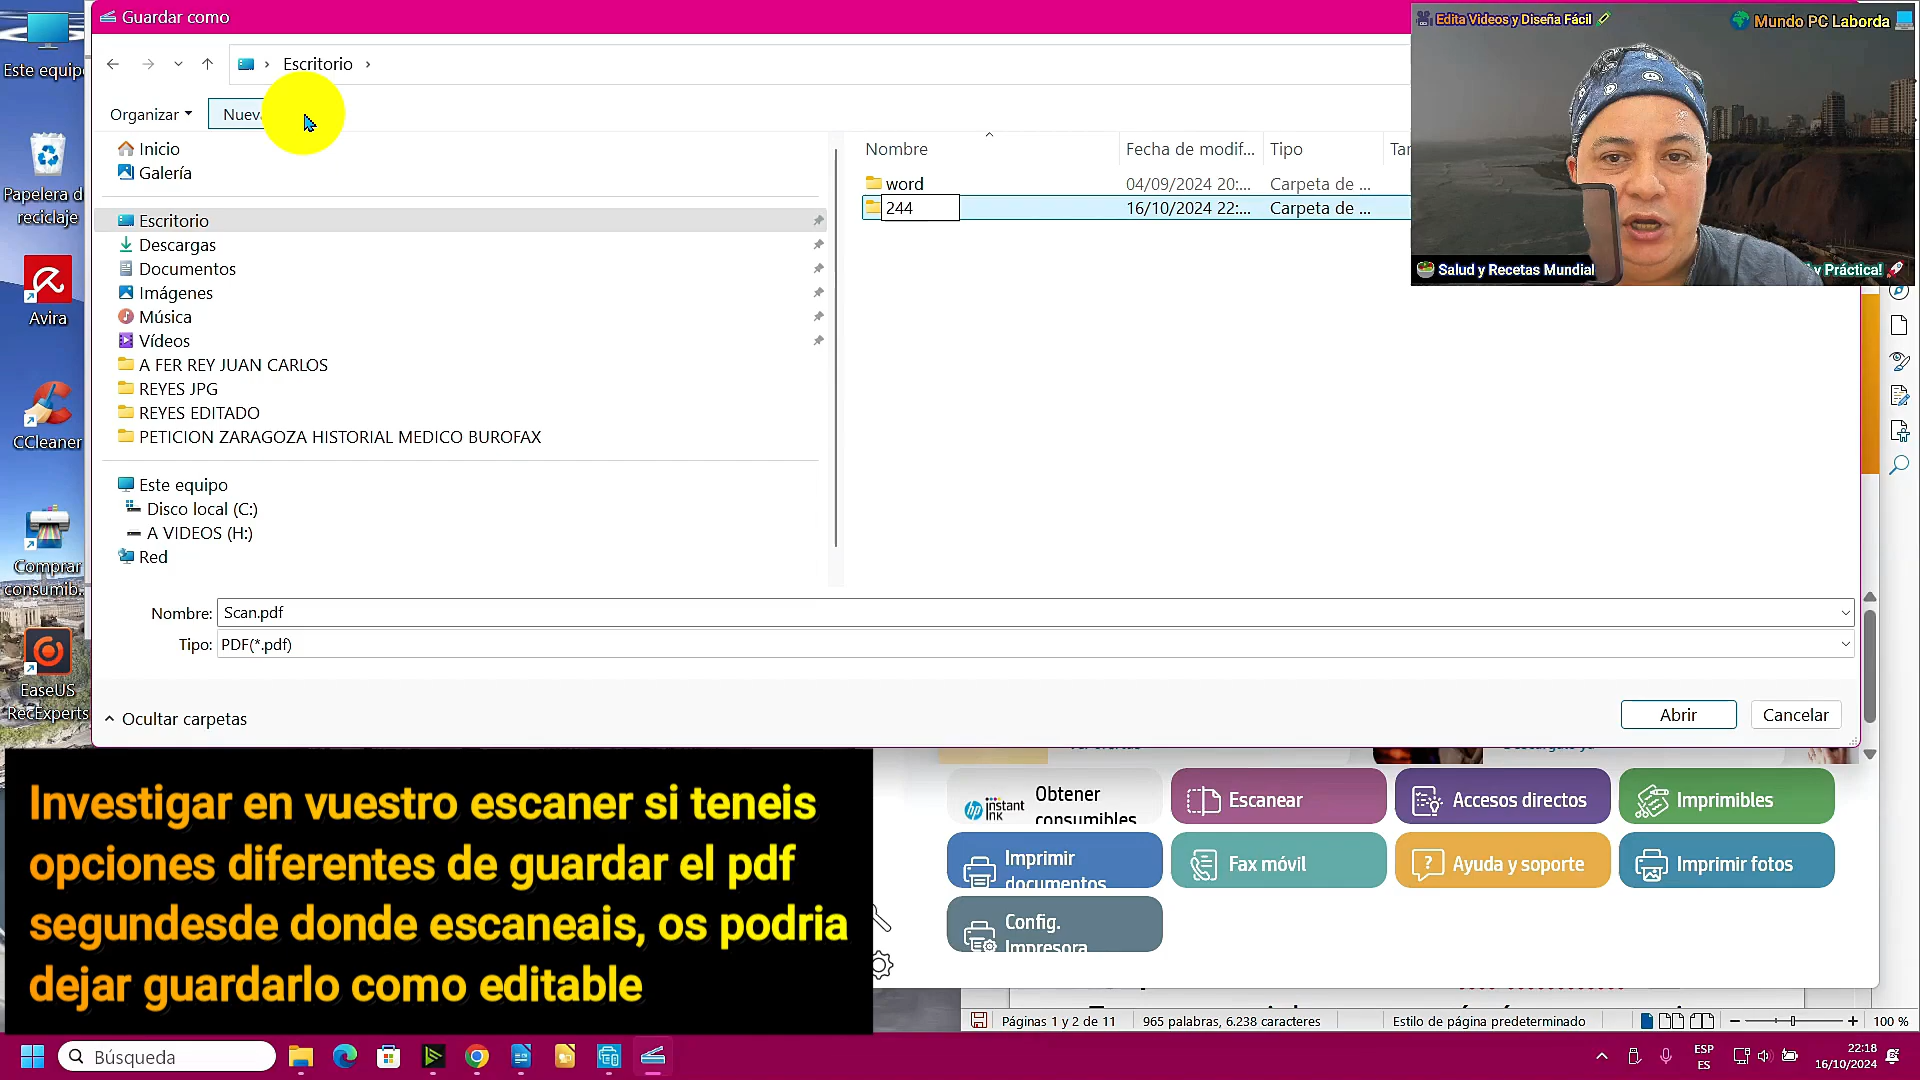 Guardar como
Edita Videos y Diseña Fácil
Mundo PC Laborda
Este equipo
Escritorio
Organizar
Nombre
Fecha de modif...
Tipo
Inicio
Galería
word
04/09/2024 20:...
Carpeta de ...
244
16/10/2024 22:...
Carpeta de ...
Papelera d
reciclaje
Escritorio
Descargas
Documentos
Salud y Recetas Mundial
y Práctica!
Imágenes
Música
Avira
Vídeos
A FER REY JUAN CARLOS
REYES JPG
REYES EDITADO
PETICION ZARAGOZA HISTORIAL MEDICO BUROFAX
CCleaner
Este equipo
Disco local (C:)
A VIDEOS (H:)
Red
Comprar
consumib...
Nombre:
Scan.pdf
Tipo:
PDF(*.pdf)
EaseUS
RecExperts
Ocultar carpetas
Abrir
Cancelar
Investigar en vuestro escaner si teneis
opciones diferentes de guardar el pdf
segundesde donde escaneais, os podria
dejar guardarlo como editable
hp instant ink
Obtener
consumibles
Escanear
Accesos directos
Imprimibles
Imprimir
documentos
Fax móvil
Ayuda y soporte
Imprimir fotos
Config.
Impresora
Páginas 1 y 2 de 11
965 palabras, 6.238 caracteres
Estilo de página predeterminado
100 %
Búsqueda
ESP
ES
22:18
16/10/2024